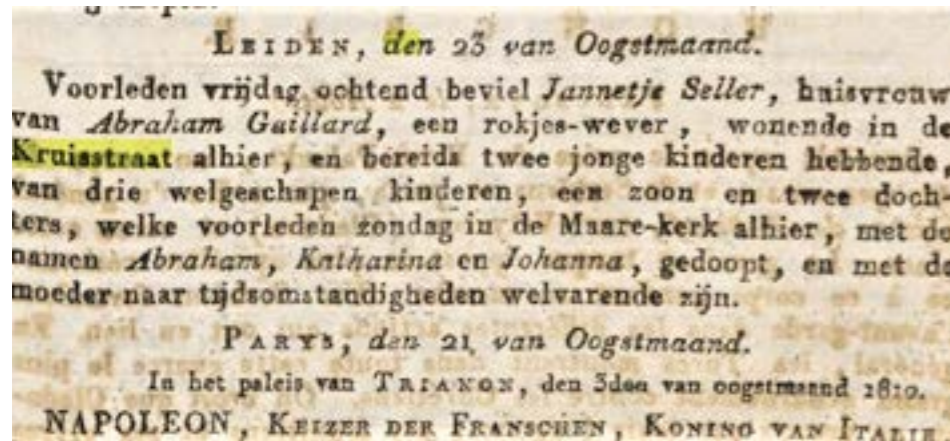 LEIDEN, den 23 van Oogstmaand.
Voorleden vrijdag ochtend beviel Jannetje Seller, huisvrouw
van Abraham Gaillard, een rokjes-wever, wonende in de
Kruisstraat alhier, en bereids twee jonge kinderen hebbende,
van drie welgeschapen kinderen, een zoon en twee doch-
ters, welke voorleden zondag in de Maare-kerk alhier, met de
namen Abraham, Katharina en Johanna, gedoopt, en met de
moeder naar tijdsomstandigheden welvarende zijn.
PARYS, den 21 van Oogstmaand.
In het paleis van TRIANON, den 3den van oogstmaand 1810.
NAPOLEON, KEIZER DER FRANSCHEN, KONING VAN ITALIE